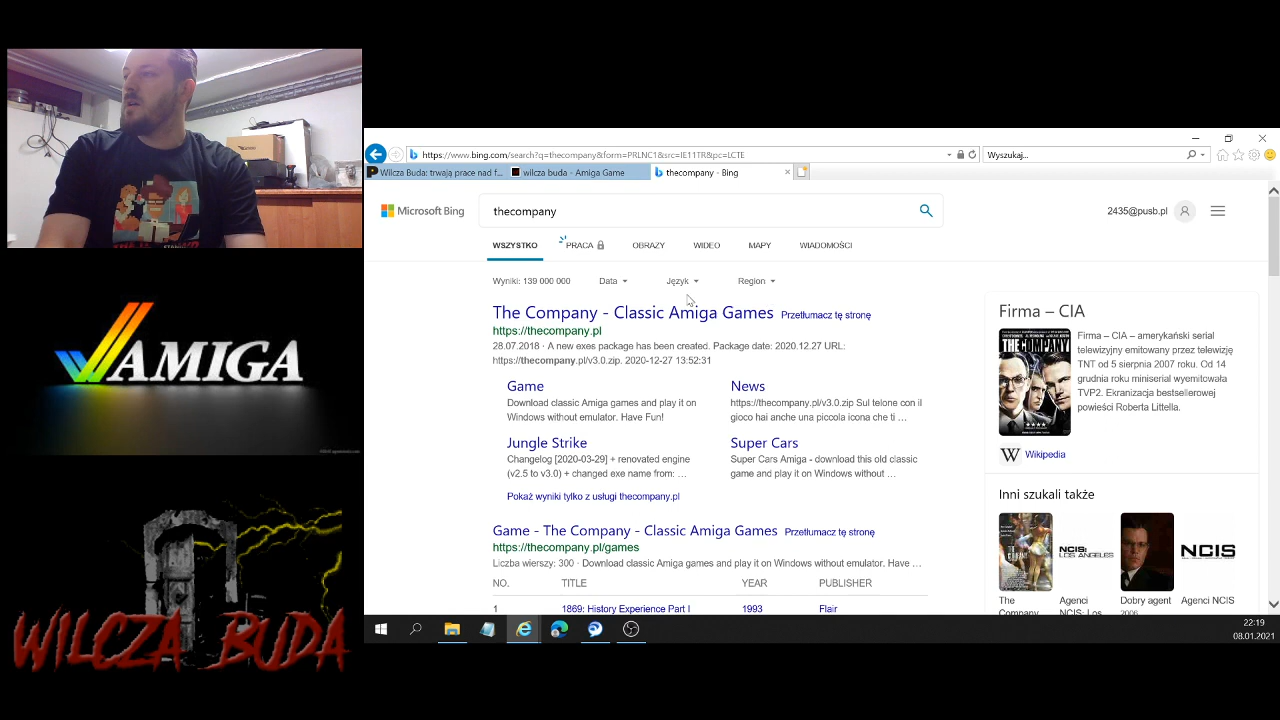 AMIGA
WILCZA BUDA
https://www.bing.com/search?q=thecompany&form=PRLNC1&src=IE11TR&pc=LCTE
Wyszukaj...
Wilcza Buda: trwają prace nad f...
wilcza buda - Amiga Game
thecompany - Bing
Microsoft Bing
thecompany
2435@pusb.pl
WSZYSTKO PRACA OBRAZY WIDEO MAPY WIADOMOŚCI
Wyniki: 139 000 000 Data Język Region
The Company - Classic Amiga Games Przetłumacz tę stronę
https://thecompany.pl
28.07.2018 · A new exes package has been created. Package date: 2020.12.27 URL:
https://thecompany.pl/v3.0.zip. 2020-12-27 13:52:31
Game
Download classic Amiga games and play it on
Windows without emulator. Have Fun!
News
https://thecompany.pl/v3.0.zip Sul telone con il
gioco hai anche una piccola icona che ti ...
Jungle Strike
Changelog [2020-03-29] + renovated engine
(v2.5 to v3.0) + changed exe name from: ...
Super Cars
Super Cars Amiga - download this old classic
game and play it on Windows without ...
Pokaż wyniki tylko z usługi thecompany.pl
Game - The Company - Classic Amiga Games Przetłumacz tę stronę
https://thecompany.pl/games
Liczba wierszy: 300 · Download classic Amiga games and play it on Windows without emulator. Have ...
NO. TITLE YEAR PUBLISHER
1 1869: History Experience Part I 1993 Flair
Firma – CIA
THE COMPANY
Firma – CIA – amerykański serial
telewizyjny emitowany przez telewizję
TNT od 5 sierpnia 2007 roku. Od 14
grudnia roku miniserial wyemitowała
TVP2. Ekranizacja bestsellerowej
powieści Roberta Littella.
W Wikipedia
Inni szukali także
NCIS:
LOS ANGELES
NCIS
The
Company
Agenci
NCIS: Los
Dobry agent
2006
Agenci NCIS
22:19
08.01.2021